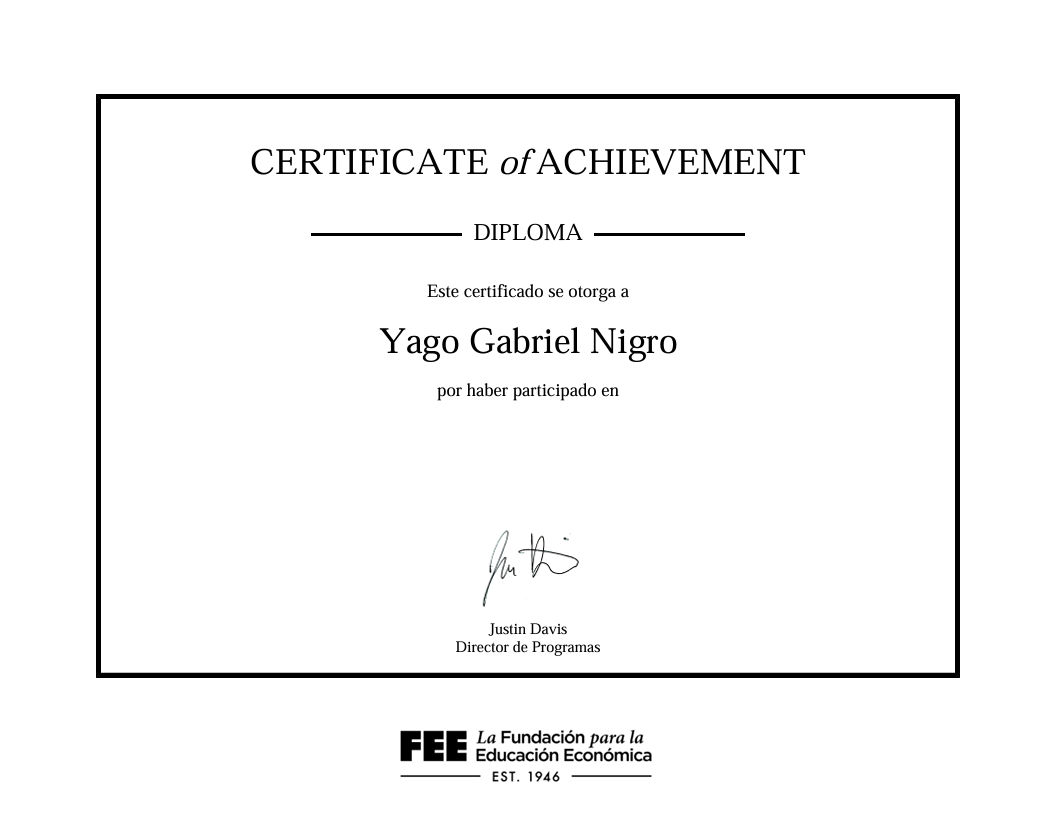 CERTIFICATE of ACHIEVEMENT
DIPLOMA
Este certificado se otorga a
Yago Gabriel Nigro
por haber participado en
Justin Davis
Director de Programas
FEE La Fundación para la
Educación Económica
EST. 1946